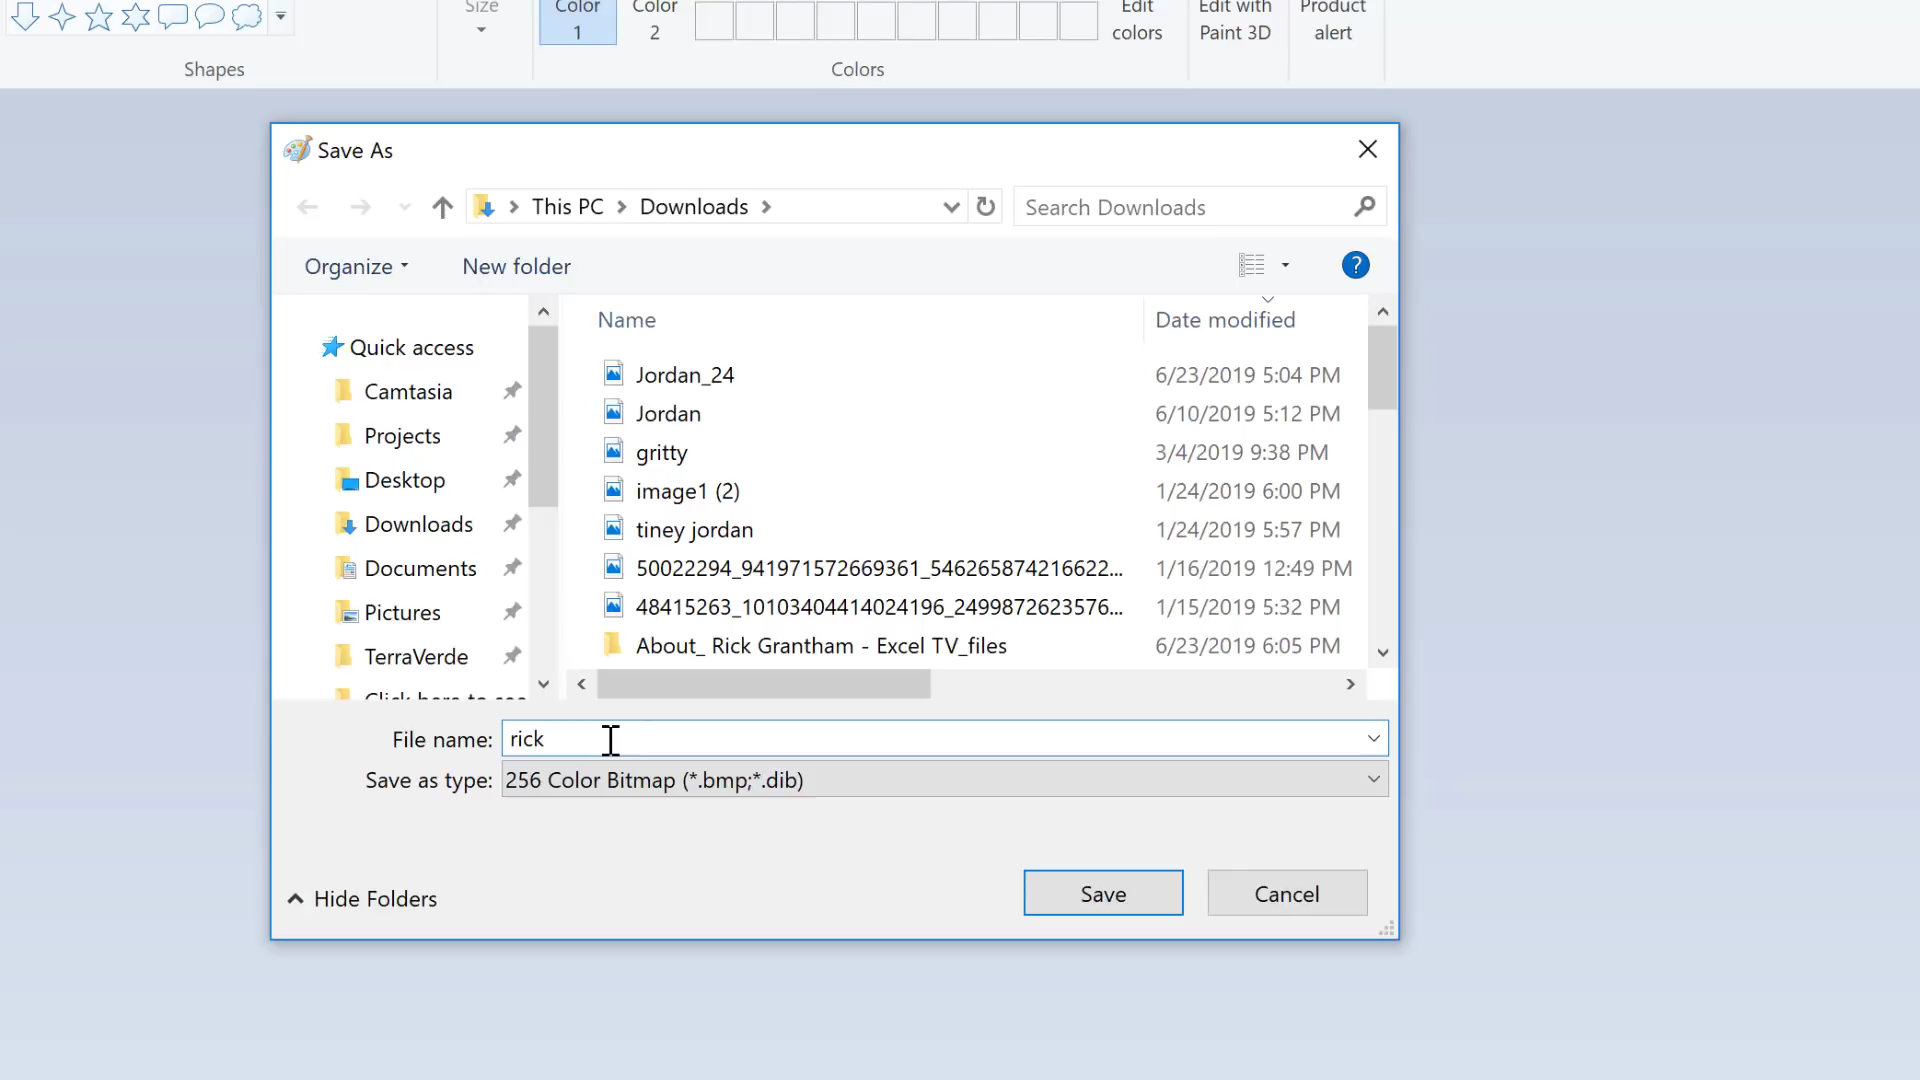 Size
Color
1
Color
2
Edit
colors
Edit with
Paint 3D
Product
alert
Shapes
Colors
Save As
This PC
Downloads
Search Downloads
Organize
New folder
?
Name
Date modified
Quick access
Camtasia
Projects
Desktop
Downloads
Documents
Pictures
TerraVerde
Click here to see
Jordan_24 6/23/2019 5:04 PM
Jordan 6/10/2019 5:12 PM
gritty 3/4/2019 9:38 PM
image1 (2) 1/24/2019 6:00 PM
tiney jordan 1/24/2019 5:57 PM
50022294_941971572669361_546265874216622... 1/16/2019 12:49 PM
48415263_10103404414024196_2499872623576... 1/15/2019 5:32 PM
About_ Rick Grantham - Excel TV_files 6/23/2019 6:05 PM
File name: rick
Save as type: 256 Color Bitmap (*.bmp;*.dib)
Hide Folders
Save
Cancel